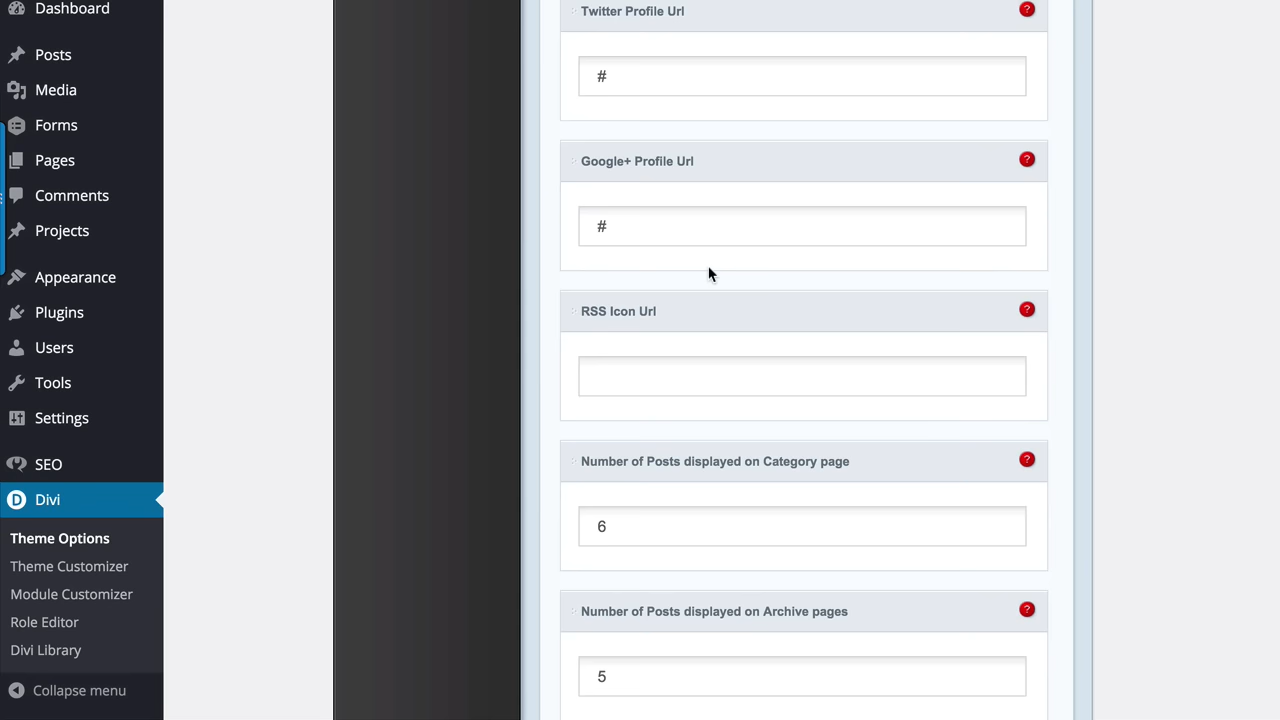 Dashboard
Posts
Media
Forms
Pages
Comments
Projects
Appearance
Plugins
Users
Tools
Settings
SEO
D Divi
Theme Options
Theme Customizer
Module Customizer
Role Editor
Divi Library
Collapse menu
Twitter Profile Url ?
#
Google+ Profile Url ?
#
RSS Icon Url ?
Number of Posts displayed on Category page ?
6
Number of Posts displayed on Archive pages ?
5